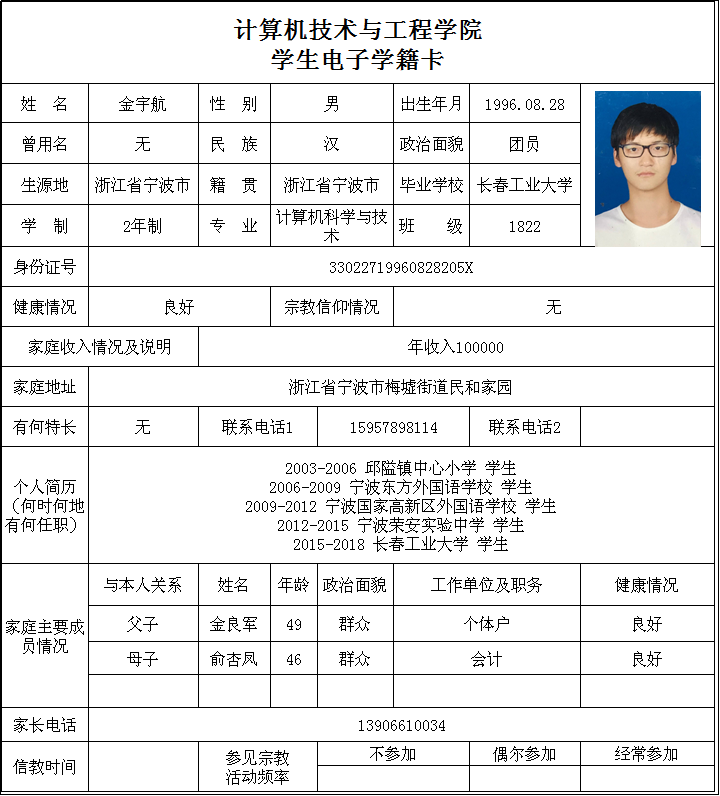 计算机技术与工程学院
学生电子学籍卡
姓 名 金宇航 性 别 男 出生年月 1996.08.28
曾用名 无 民 族 汉 政治面貌 团员
生源地 浙江省宁波市 籍 贯 浙江省宁波市 毕业学校 长春工业大学
学 制 2年制 专 业 计算机科学与技术 班 级 1822
身份证号 33022719960828205X
健康情况 良好 宗教信仰情况 无
家庭收入情况及说明 年收入100000
家庭地址 浙江省宁波市梅墟街道民和家园
有何特长 无 联系电话1 15957898114 联系电话2
个人简历
（何时何地
有何任职）
2003-2006 邱隘镇中心小学 学生
2006-2009 宁波东方外国语学校 学生
2009-2012 宁波国家高新区外国语学校 学生
2012-2015 宁波荣安实验中学 学生
2015-2018 长春工业大学 学生
家庭主要成
员情况
与本人关系 姓名 年龄 政治面貌 工作单位及职务 健康情况
父子 金良军 49 群众 个体户 良好
母子 俞杏凤 46 群众 会计 良好
家长电话 13906610034
信教时间 参见宗教
活动频率 不参加 偶尔参加 经常参加